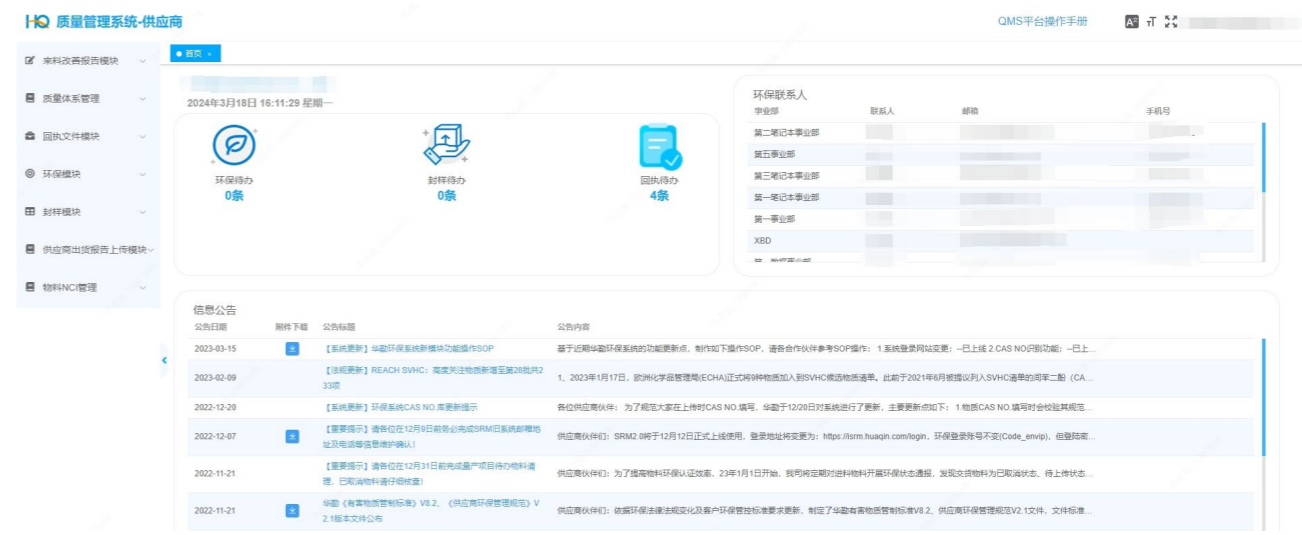 HQ 质量管理系统-供应商
QMS平台操作手册
来料改善报告模块
质量体系管理
回执文件模块
环保模块
封样模块
供应商出货报告上传模块
物料NCI管理
首页 ×
2024年3月18日 16:11:29 星期一
环保待办
0条
封样待办
0条
回执待办
4条
环保联系人
事业部 联系人 邮箱 手机号
第二笔记本事业部
第五事业部
第三笔记本事业部
第一笔记本事业部
第一事业部
XBD
信息公告
公告日期 附件下载 公告标题 公告内容
2023-03-15 【系统更新】华勤环保系统新模块功能操作SOP 基于近期华勤环保系统的功能更新点，制作如下操作SOP，请各合作伙伴参考SOP操作： 1.系统登录网站变更；--已上线 2.CAS NO识别功能；--已上...
2023-02-09 【法规更新】REACH SVHC：高度关注物质新增至第28批共2
33项 1、2023年1月17日，欧洲化学品管理局(ECHA)正式将9种物质加入到SVHC候选物质清单。此前于2021年6月被提议列入SVHC清单的间苯二酚（CA...
2022-12-20 【系统更新】环保系统CAS NO.库更新提示 各位供应商伙伴： 为了规范大家在上传时CAS NO.填写，华勤于12/20日对系统进行了更新，主要更新点如下： 1.物质CAS NO.填写时会校验其规范...
2022-12-07 【重要提示】请各位在12月9日前务必完成SRM旧系统邮箱地
址及电话等信息维护确认！ 供应商伙伴们：SRM2.0将于12月12日正式上线使用，登录地址将变更为：https://isrm.huaqin.com/login，环保登录账号不变(Code_envip)，但登陆密...
2022-11-21 【重要提示】请各位在12月31日前完成量产项目待办物料清
理，已取消物料请仔细核查！ 供应商伙伴们：为了提高物料环保认证效率，23年1月1日开始，我司将定期对进料物料开展环保状态通报，发现交货物料为已取消状态、待上传状态...
2022-11-21 华勤《有害物质管制标准》V8.2、《供应商环保管理规范》V
2.1版本文件公布 供应商伙伴们：依据环保法律法规变化及客户环保管控标准要求更新，制定了华勤有害物质管制标准V8.2、供应商环保管理规范V2.1文件，文件标准...